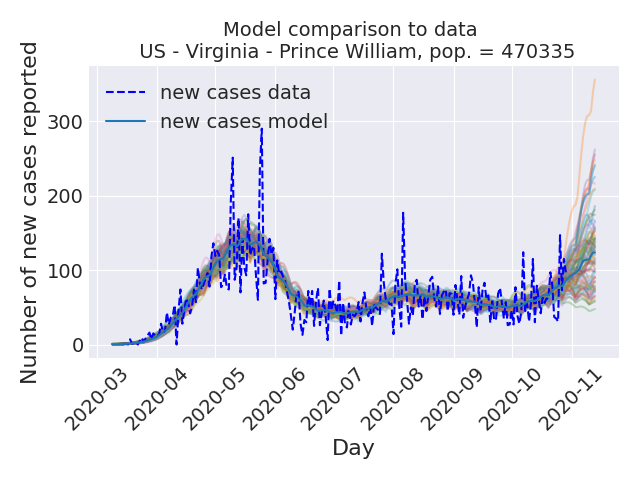 Model comparison to data
US - Virginia - Prince William, pop. = 470335
Number of new cases reported
new cases data
new cases model
300
200
100
0
2020-03
2020-04
2020-05
2020-06
2020-07
2020-08
2020-09
2020-10
2020-11
Day